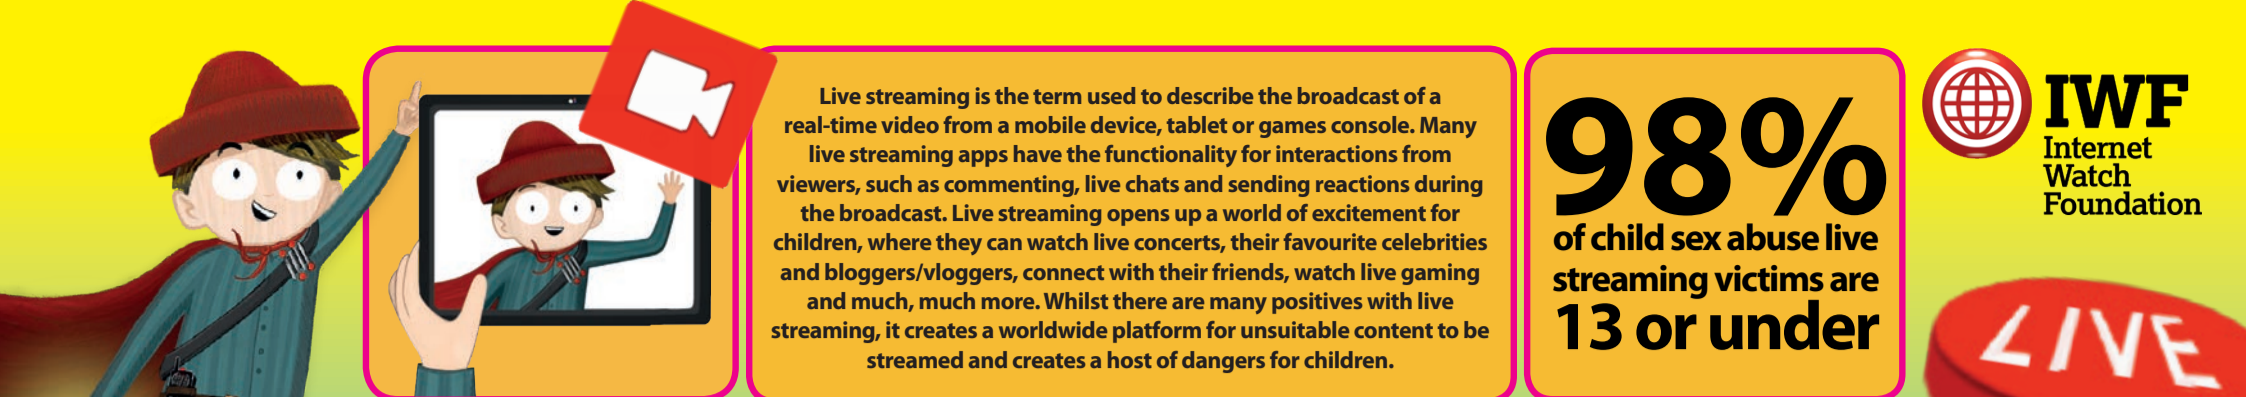 Live streaming is the term used to describe the broadcast of a
real-time video from a mobile device, tablet or games console. Many
live streaming apps have the functionality for interactions from
viewers, such as commenting, live chats and sending reactions during
the broadcast. Live streaming opens up a world of excitement for
children, where they can watch live concerts, their favourite celebrities
and bloggers/vloggers, connect with their friends, watch live gaming
and much, much more. Whilst there are many positives with live
streaming, it creates a worldwide platform for unsuitable content to be
streamed and creates a host of dangers for children.
98%
of child sex abuse live
streaming victims are
13 or under
IWF
Internet
Watch
Foundation
LIVE